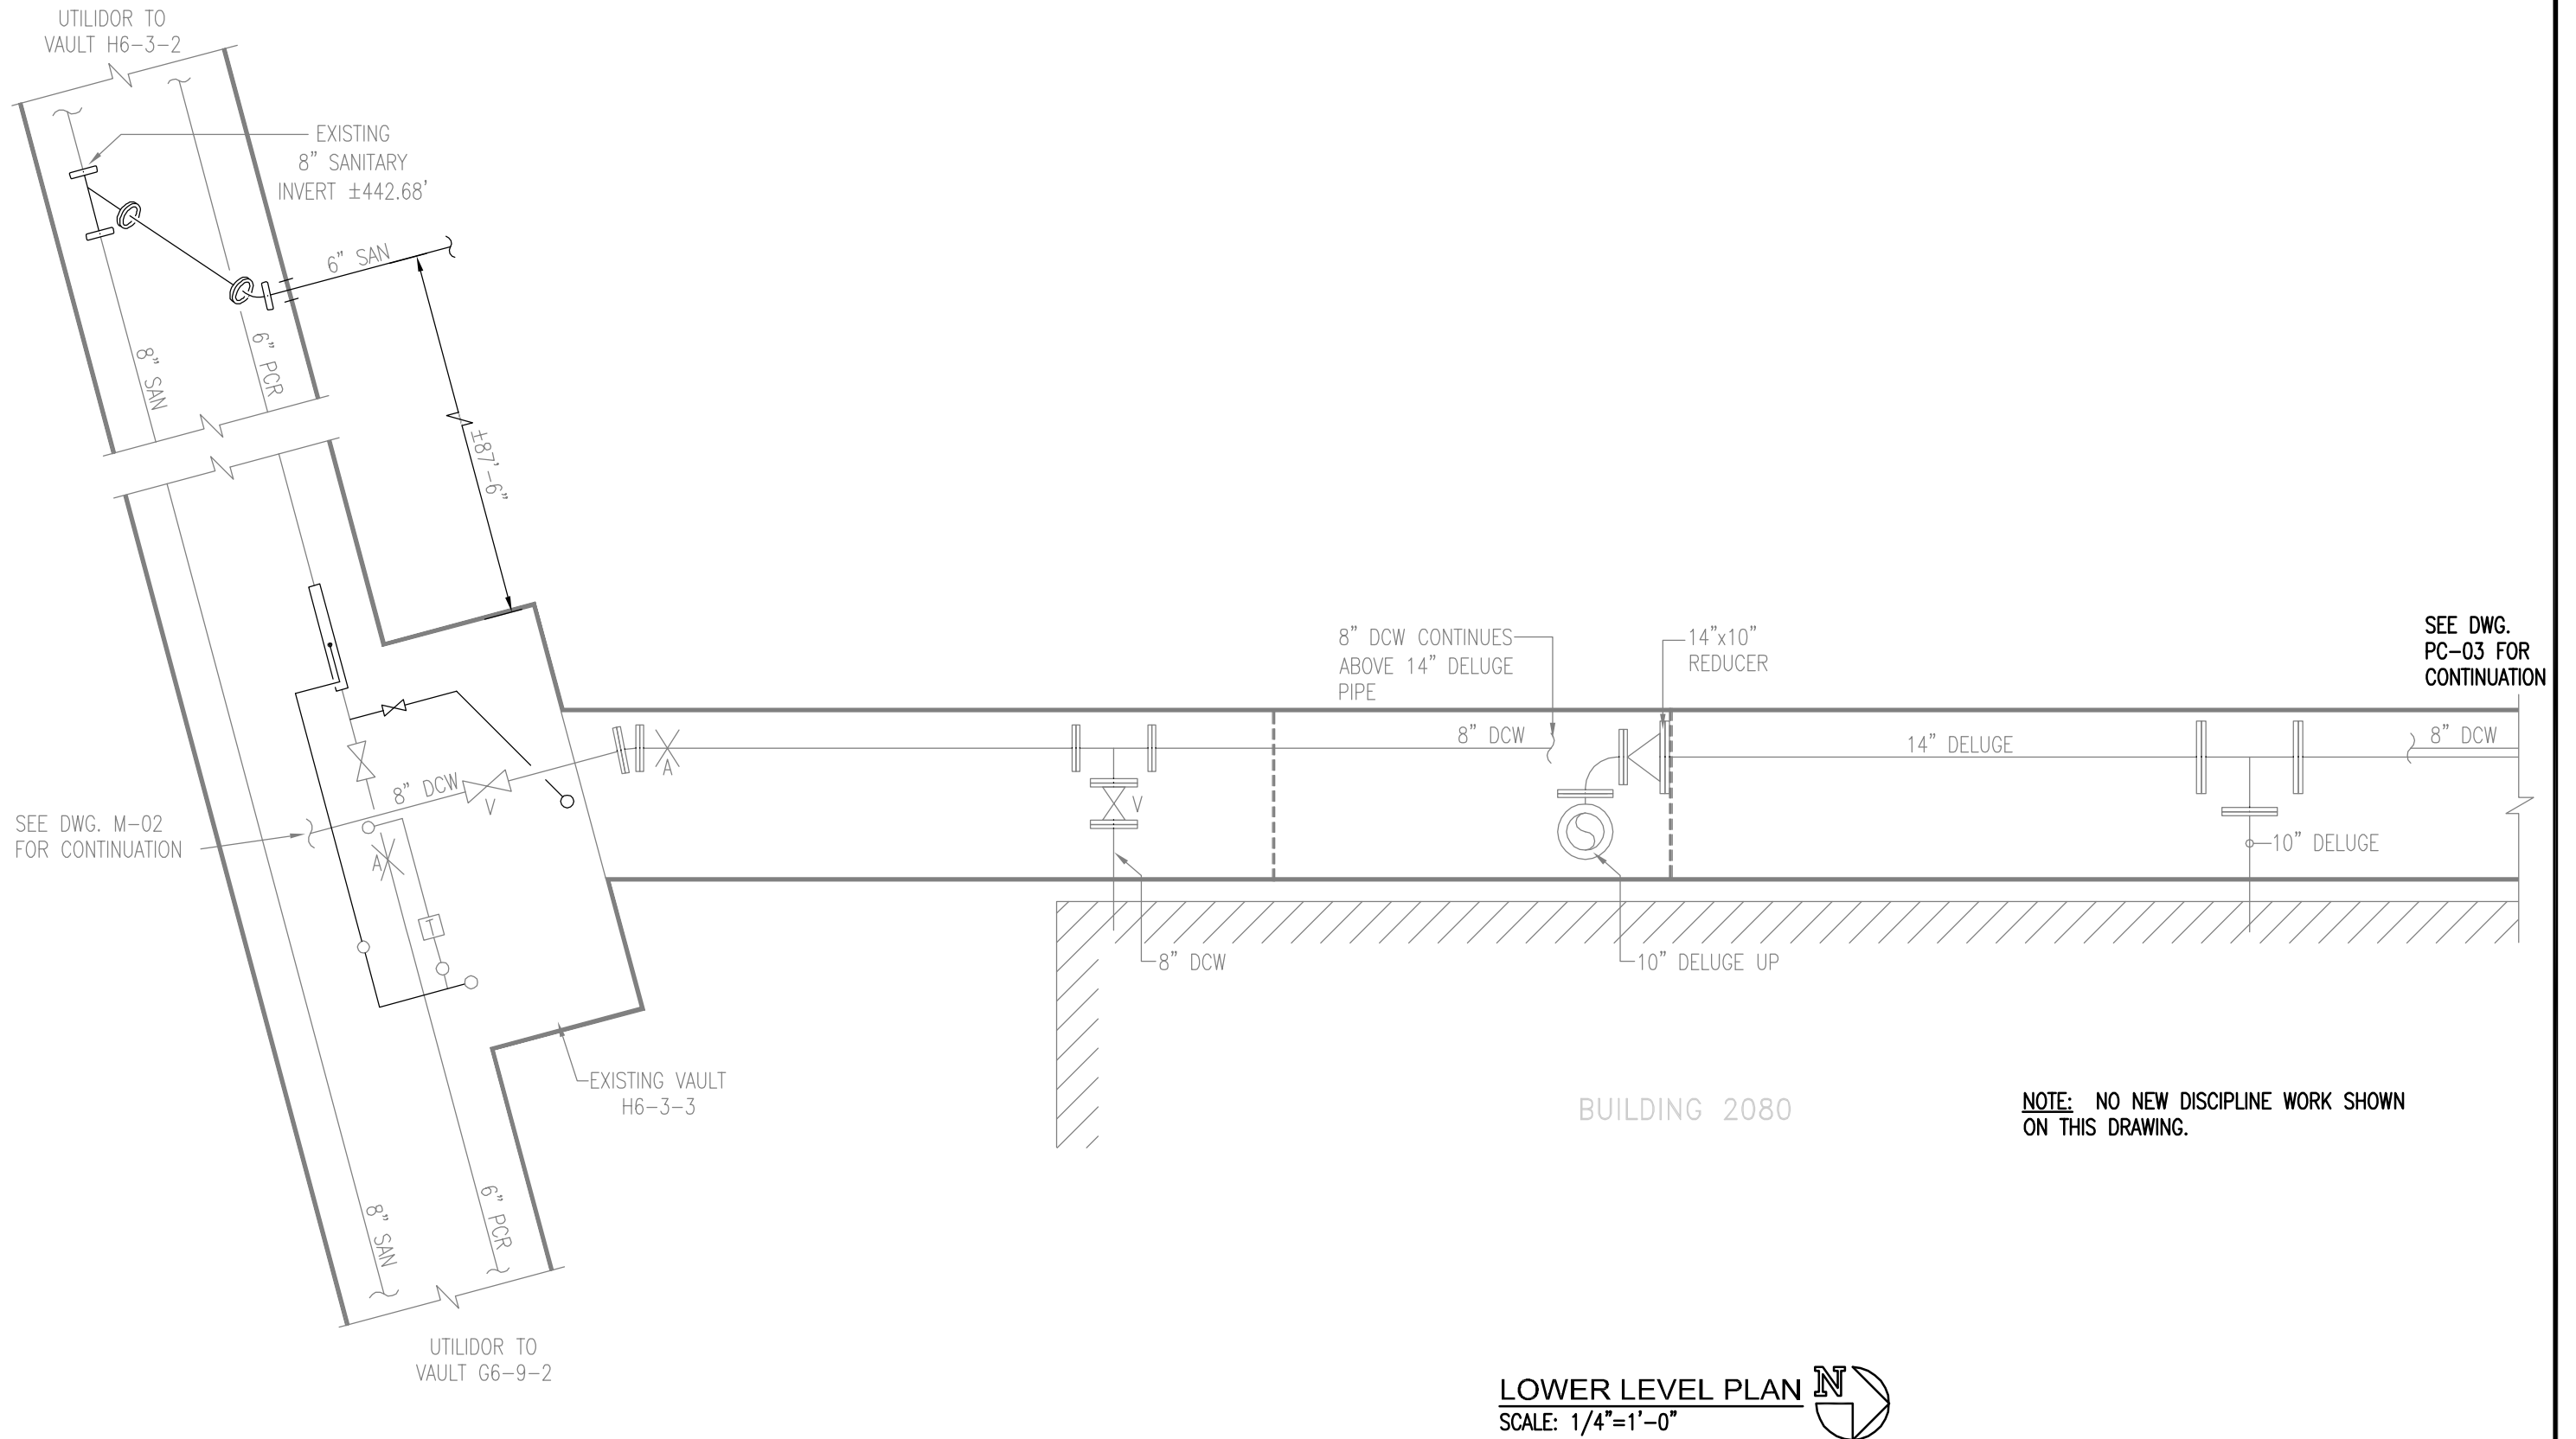 UTILIDOR TO
VAULT H6-3-2
EXISTING
8" SANITARY
INVERT ±442.68'
6" SAN
8" SAN
6" PCR
±87'-6"
8" DCW CONTINUES
ABOVE 14" DELUGE
PIPE
14"x10"
REDUCER
SEE DWG.
PC-03 FOR
CONTINUATION
8" DCW
14" DELUGE
8" DCW
A
8" DCW
V
V
SEE DWG. M-02
FOR CONTINUATION
A
T
10" DELUGE
8" DCW
10" DELUGE UP
EXISTING VAULT
H6-3-3
BUILDING 2080
NOTE: NO NEW DISCIPLINE WORK SHOWN
ON THIS DRAWING.
8" SAN
6" PCR
UTILIDOR TO
VAULT G6-9-2
LOWER LEVEL PLAN
N
SCALE: 1/4"=1'-0"